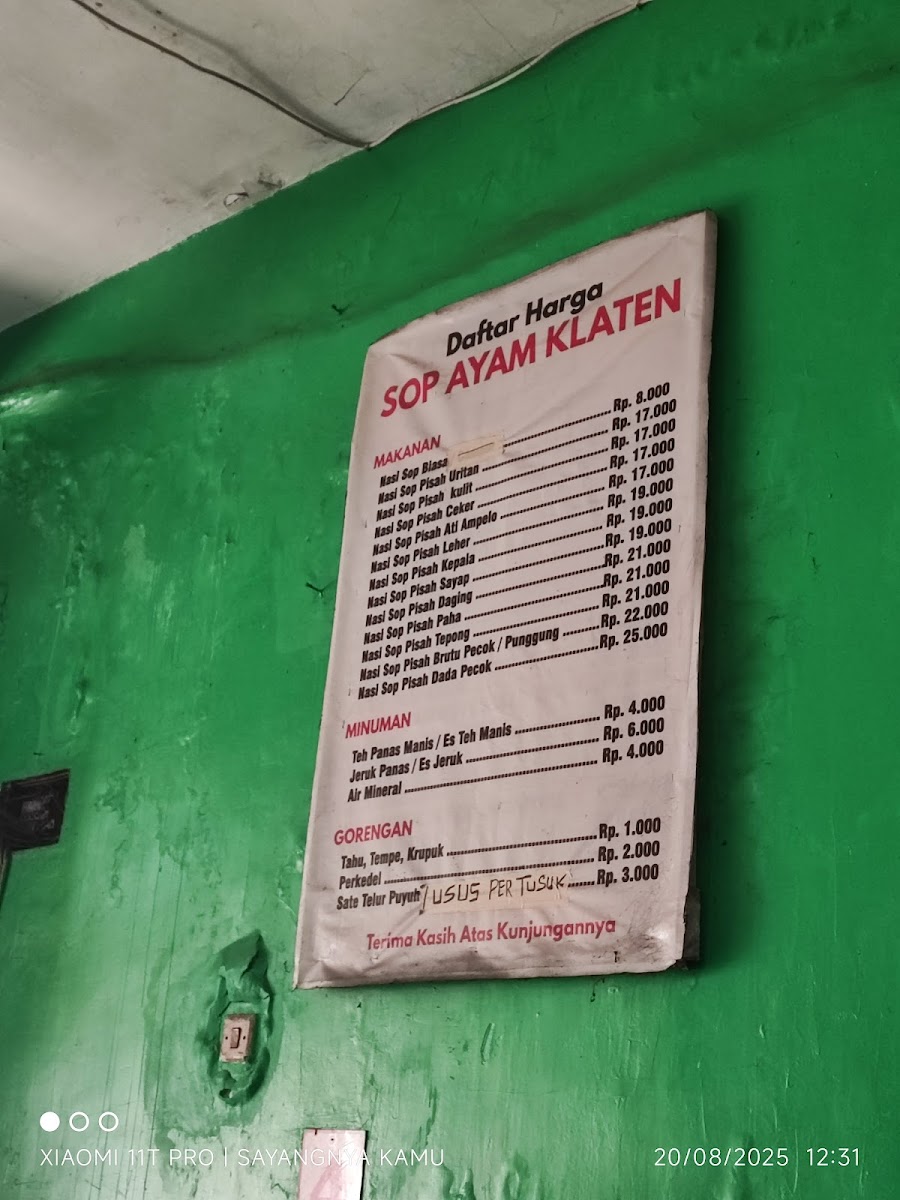 Daftar Harga
SOP AYAM KLATEN
MAKANAN
Nasi Sop Biasa ........ Rp. 8.000
Nasi Sop Pisah Uritan ........ Rp. 17.000
Nasi Sop Pisah kulit ........ Rp. 17.000
Nasi Sop Pisah Ceker ........ Rp. 17.000
Nasi Sop Pisah Ati Ampelo ........ Rp. 17.000
Nasi Sop Pisah Leher ........ Rp. 19.000
Nasi Sop Pisah Kepala ........ Rp. 19.000
Nasi Sop Pisah Sayap ........ Rp. 19.000
Nasi Sop Pisah Daging ........ Rp. 21.000
Nasi Sop Pisah Paha ........ Rp. 21.000
Nasi Sop Pisah Tepong ........ Rp. 21.000
Nasi Sop Pisah Brutu Pecok / Punggung ........ Rp. 22.000
Nasi Sop Pisah Dada Pecok ........ Rp. 25.000
MINUMAN
Teh Panas Manis / Es Teh Manis ........ Rp. 4.000
Jeruk Panas / Es Jeruk ........ Rp. 6.000
Air Mineral ........ Rp. 4.000
GORENGAN
Tahu, Tempe, Krupuk ........ Rp. 1.000
Perkedel ........ Rp. 2.000
Sate Telur Puyuh / USUS PER TUSUK ........ Rp. 3.000
Terima Kasih Atas Kunjungannya
XIAOMI 11T PRO | SAYANGNYA KAMU
20/08/2025 12:31